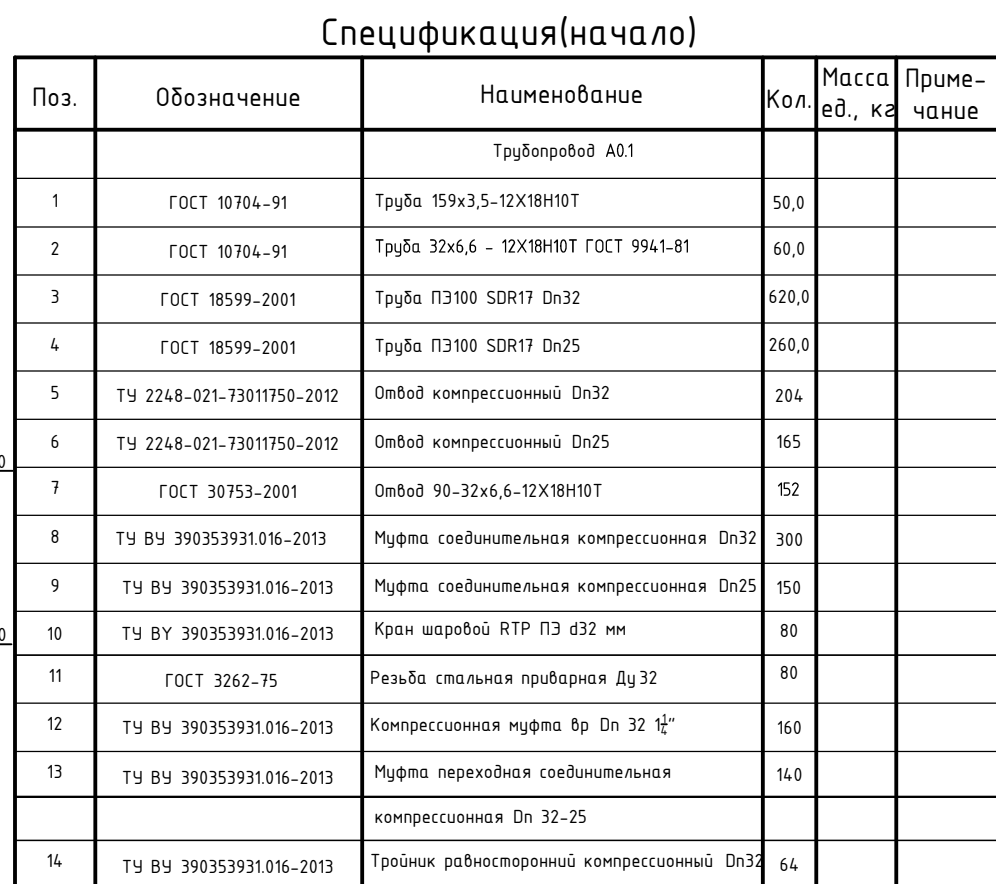 Спецификация(начало)
Поз. Обозначение Наименование Кол. Масса ед., кг Приме-чание
Трубопровод А0.1
1 ГОСТ 10704-91 Труба 159х3,5-12Х18Н10Т 50,0
2 ГОСТ 10704-91 Труба 32х6,6 - 12Х18Н10Т ГОСТ 9941-81 60,0
3 ГОСТ 18599-2001 Труба ПЭ100 SDR17 Dn32 620,0
4 ГОСТ 18599-2001 Труба ПЭ100 SDR17 Dn25 260,0
5 ТУ 2248-021-73011750-2012 Отвод компрессионный Dn32 204
6 ТУ 2248-021-73011750-2012 Отвод компрессионный Dn25 165
7 ГОСТ 30753-2001 Отвод 90-32х6,6-12Х18Н10Т 152
8 ТУ ВУ 390353931.016-2013 Муфта соединительная компрессионная Dn32 300
9 ТУ ВУ 390353931.016-2013 Муфта соединительная компрессионная Dn25 150
10 ТУ BY 390353931.016-2013 Кран шаровой RTP ПЭ d32 мм 80
11 ГОСТ 3262-75 Резьба стальная приварная Ду 32 80
12 ТУ ВУ 390353931.016-2013 Компрессионная муфта вр Dn 32 1¼" 160
13 ТУ ВУ 390353931.016-2013 Муфта переходная соединительная 140
компрессионная Dn 32-25
14 ТУ ВУ 390353931.016-2013 Тройник равносторонний компрессионный Dn32 64